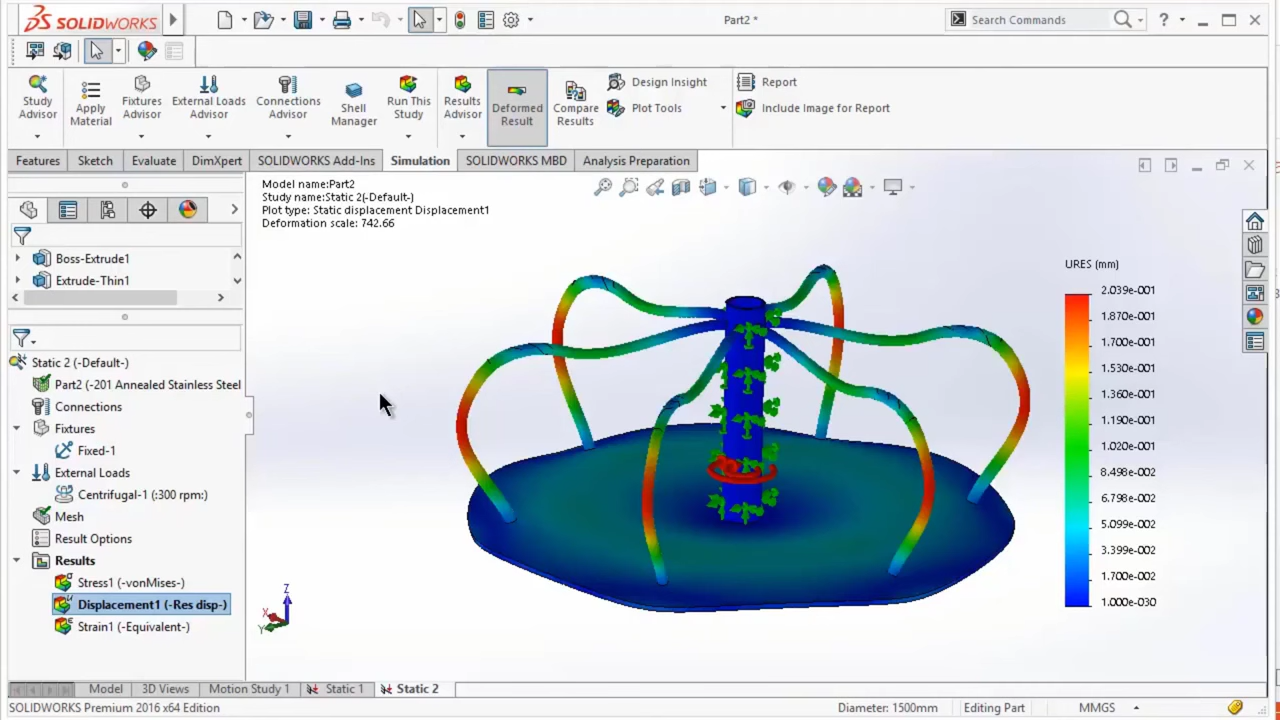 SOLIDWORKS
Part2 *
Search Commands
?
Study Advisor
Apply Material
Fixtures Advisor
External Loads Advisor
Connections Advisor
Shell Manager
Run This Study
Results Advisor
Deformed Result
Compare Results
Design Insight
Plot Tools
Report
Include Image for Report
Features
Sketch
Evaluate
DimXpert
SOLIDWORKS Add-Ins
Simulation
SOLIDWORKS MBD
Analysis Preparation
Model name:Part2
Study name:Static 2(-Default-)
Plot type: Static displacement Displacement1
Deformation scale: 742.66
Boss-Extrude1
Extrude-Thin1
Static 2 (-Default-)
Part2 (-201 Annealed Stainless Steel
Connections
Fixtures
Fixed-1
External Loads
Centrifugal-1 (:300 rpm:)
Mesh
Result Options
Results
Stress1 (-vonMises-)
Displacement1 (-Res disp-)
Strain1 (-Equivalent-)
URES (mm)
2.039e-001
1.870e-001
1.700e-001
1.530e-001
1.360e-001
1.190e-001
1.020e-001
8.498e-002
6.798e-002
5.099e-002
3.399e-002
1.700e-002
1.000e-030
Z
X
Y
Model
3D Views
Motion Study 1
Static 1
Static 2
SOLIDWORKS Premium 2016 x64 Edition
Diameter: 1500mm
Editing Part
MMGS